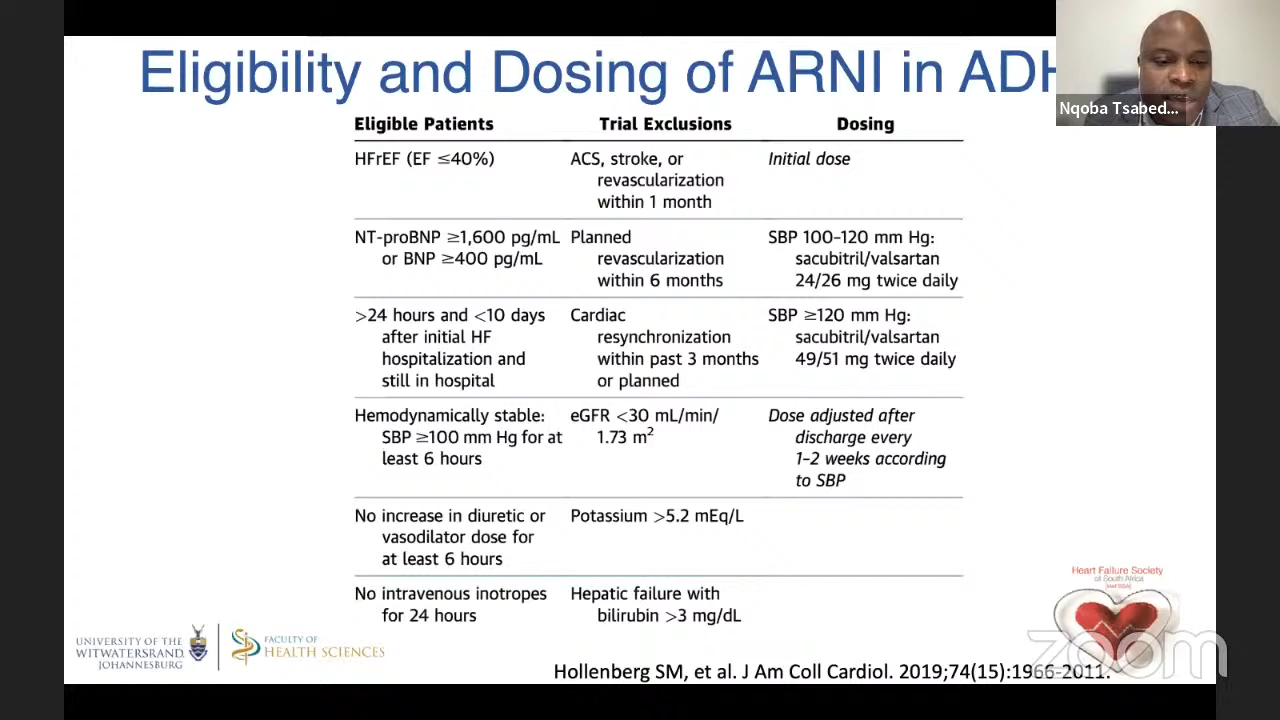 Eligibility and Dosing of ARNI in ADH
Nqoba Tsabed...
Eligible Patients Trial Exclusions Dosing
HFrEF (EF ≤40%)
ACS, stroke, or
revascularization
within 1 month
Initial dose
NT-proBNP ≥1,600 pg/mL
or BNP ≥400 pg/mL
Planned
revascularization
within 6 months
SBP 100-120 mm Hg:
sacubitril/valsartan
24/26 mg twice daily
>24 hours and <10 days
after initial HF
hospitalization and
still in hospital
Cardiac
resynchronization
within past 3 months
or planned
SBP ≥120 mm Hg:
sacubitril/valsartan
49/51 mg twice daily
Hemodynamically stable:
SBP ≥100 mm Hg for at
least 6 hours
eGFR <30 mL/min/
1.73 m²
Dose adjusted after
discharge every
1-2 weeks according
to SBP
No increase in diuretic or
vasodilator dose for
at least 6 hours
Potassium >5.2 mEq/L
No intravenous inotropes
for 24 hours
Hepatic failure with
bilirubin >3 mg/dL
Heart Failure Society
of South Africa
[HeFSSA]
UNIVERSITY OF THE
WITWATERSRAND,
JOHANNESBURG
FACULTY OF
HEALTH SCIENCES
zoom
Hollenberg SM, et al. J Am Coll Cardiol. 2019;74(15):1966-2011.